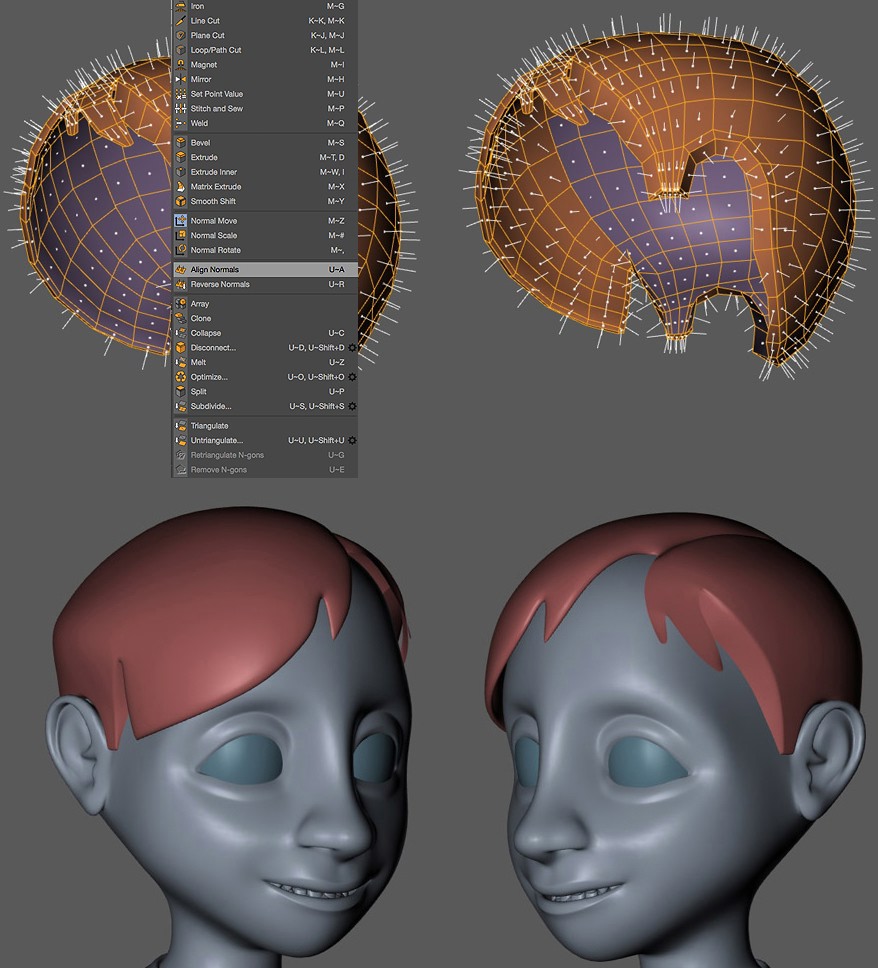 Iron M~G
Line Cut K~K, M~K
Plane Cut K~J, M~J
Loop/Path Cut K~L, M~L
Magnet M~I
Mirror M~H
Set Point Value M~U
Stitch and Sew M~P
Weld M~Q
Bevel M~S
Extrude M~T, D
Extrude Inner M~W, I
Matrix Extrude M~X
Smooth Shift M~Y
Normal Move M~Z
Normal Scale M~#
Normal Rotate M~,
Align Normals U~A
Reverse Normals U~R
Array
Clone
Collapse U~C
Disconnect... U~D, U~Shift+D
Melt U~Z
Optimize... U~O, U~Shift+O
Split U~P
Subdivide... U~S, U~Shift+S
Triangulate
Untriangulate... U~U, U~Shift+U
Retriangulate N-gons U~G
Remove N-gons U~E